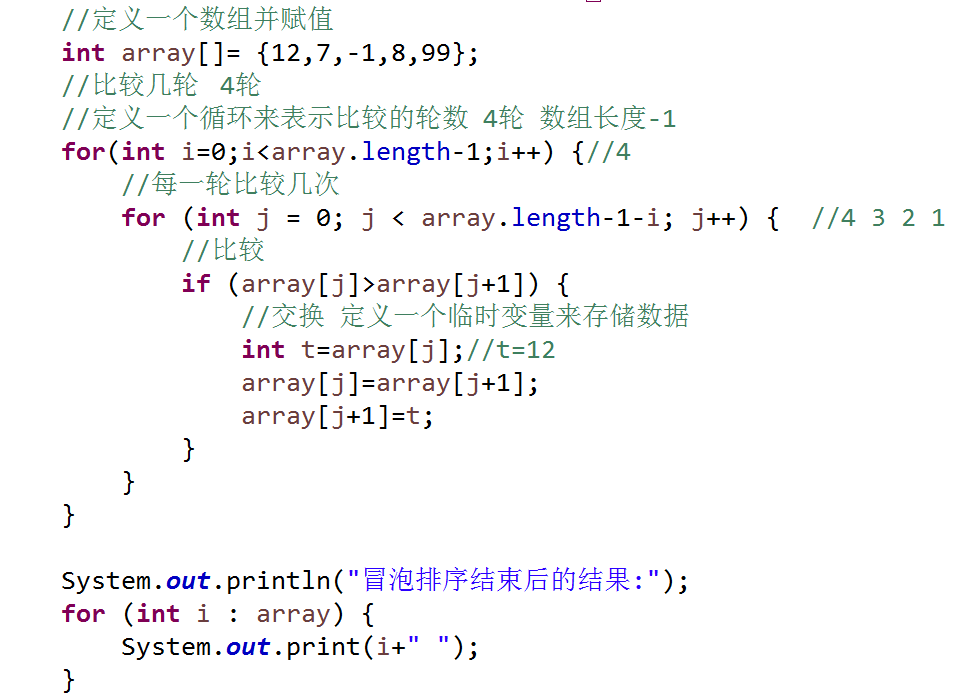 //定义一个数组并赋值
int array[]= {12,7,-1,8,99};
//比较几轮  4轮
//定义一个循环来表示比较的轮数 4轮 数组长度-1
for(int i=0;i<array.length-1;i++) {//4
    //每一轮比较几次
    for (int j = 0; j < array.length-1-i; j++) {  //4 3 2 1
        //比较
        if (array[j]>array[j+1]) {
            //交换 定义一个临时变量来存储数据
            int t=array[j];//t=12
            array[j]=array[j+1];
            array[j+1]=t;
        }
    }
}
System.out.println("冒泡排序结束后的结果:");
for (int i : array) {
    System.out.print(i+" ");
}